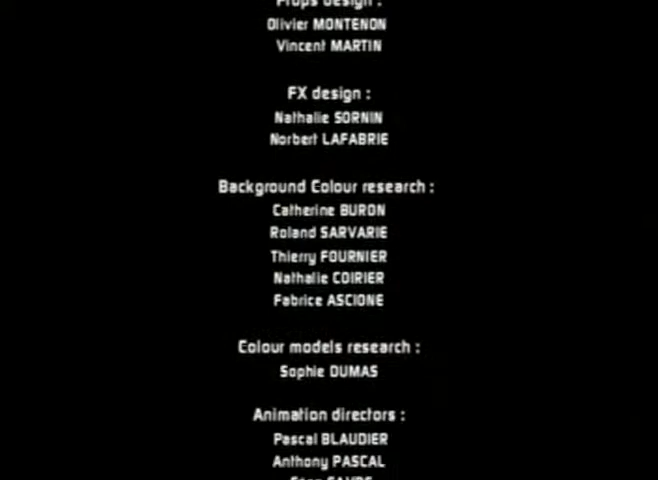 Props design :
Olivier MONTENON
Vincent MARTIN
FX design :
Nathalie SORNIN
Norbert LAFABRIE
Background Colour research :
Catherine BURON
Roland SARVARIE
Thierry FOURNIER
Nathalie COIRIER
Fabrice ASCIONE
Colour models research :
Sophie DUMAS
Animation directors :
Pascal BLAUDIER
Anthony PASCAL